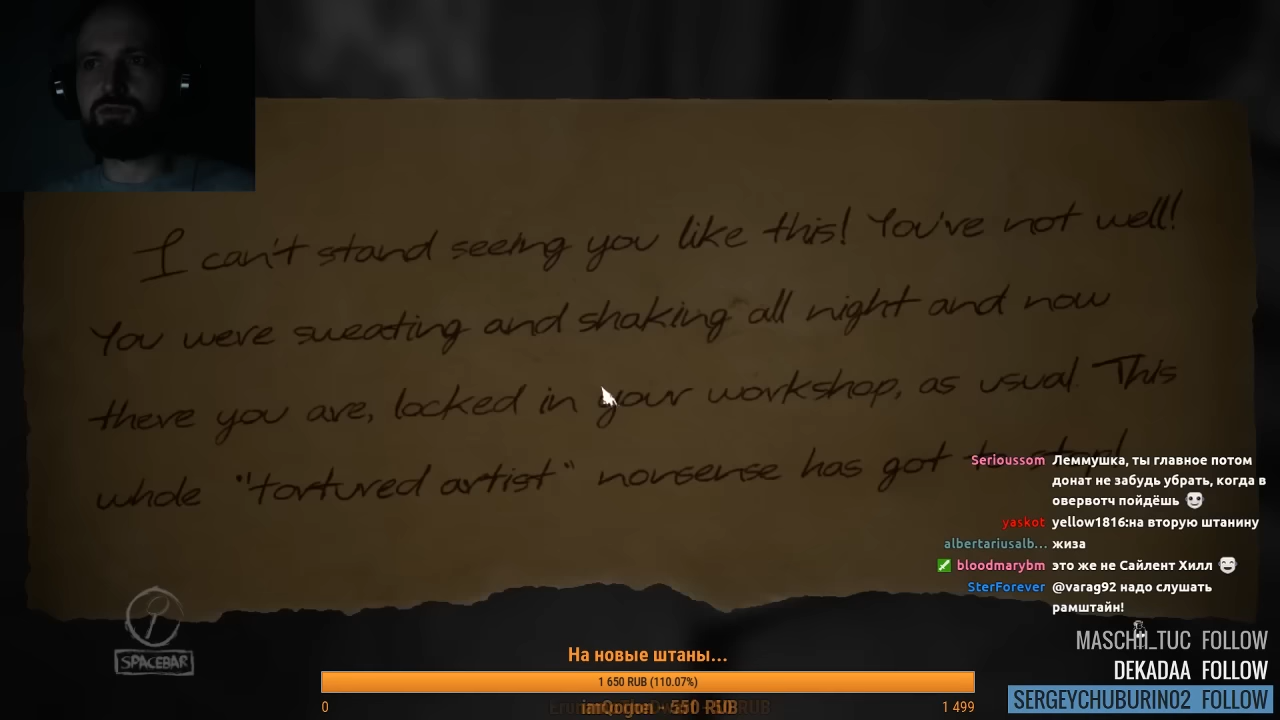 I can't stand seeing you like this! You've not well!
You were sweating and shaking all night and now
there you are, locked in your workshop, as usual. This
whole "tortured artist" nonsense has got to stop!
Serioussom Леммушка, ты главное потом
донат не забудь убрать, когда в
овервотч пойдёшь
yaskot yellow1816:на вторую штанину
albertariusalb... жиза
bloodmarybm это же не Сайлент Хилл
SterForever @varag92 надо слушать
рамштайн!
SPACEBAR
MASCHII_TUC FOLLOW
DEKADAA FOLLOW
SERGEYCHUBURINO2 FOLLOW
На новые штаны...
1 650 RUB (110.07%)
0
550 RUB
1 499